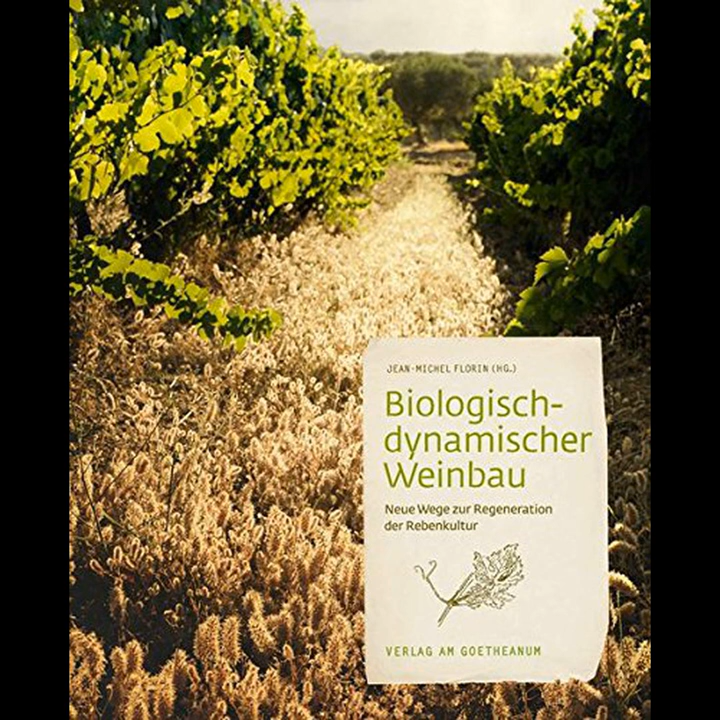 JEAN-MICHEL FLORIN (HG.)
Biologisch-
dynamischer
Weinbau
Neue Wege zur Regeneration
der Rebenkultur
VERLAG AM GOETHEANUM